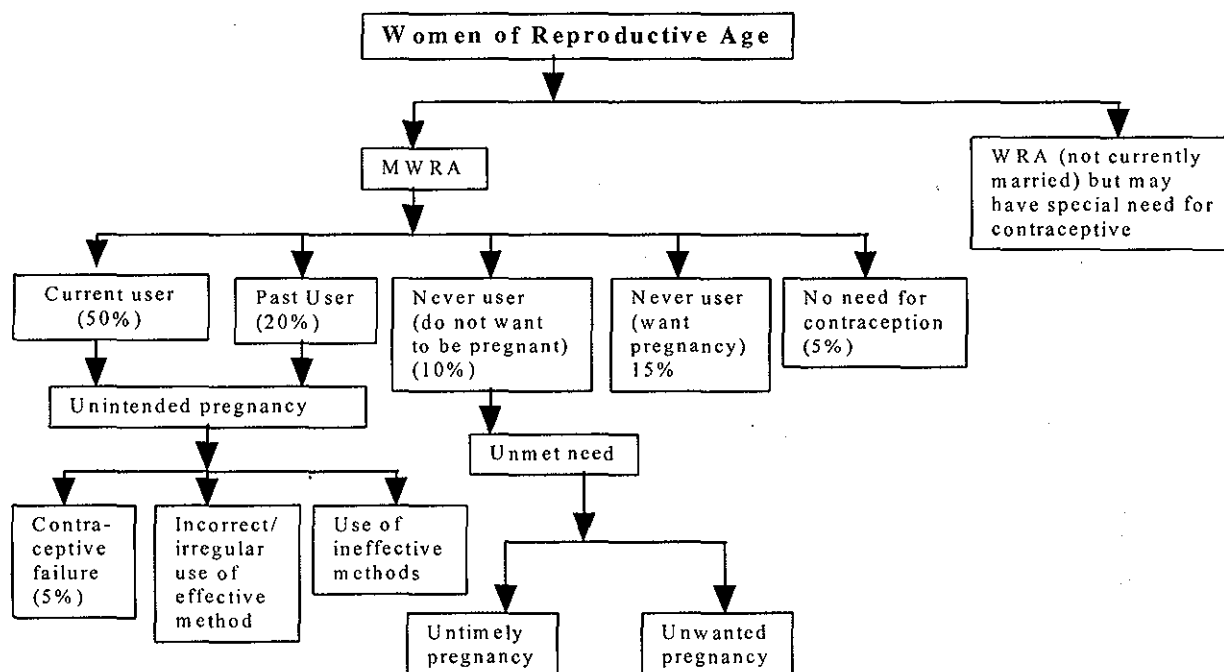 Women of Reproductive Age
MWRA
WRA (not currently
married) but may
have special need for
contraceptive
Current user
(50%)
Past User
(20%)
Never user
(do not want
to be pregnant)
(10%)
Never user
(want
pregnancy)
15%
No need for
contraception
(5%)
Unintended pregnancy
Unmet need
Contra-
ceptive
failure
(5%)
Incorrect/
irregular
use of
effective
method
Use of
ineffective
methods
Untimely
pregnancy
Unwanted
pregnancy